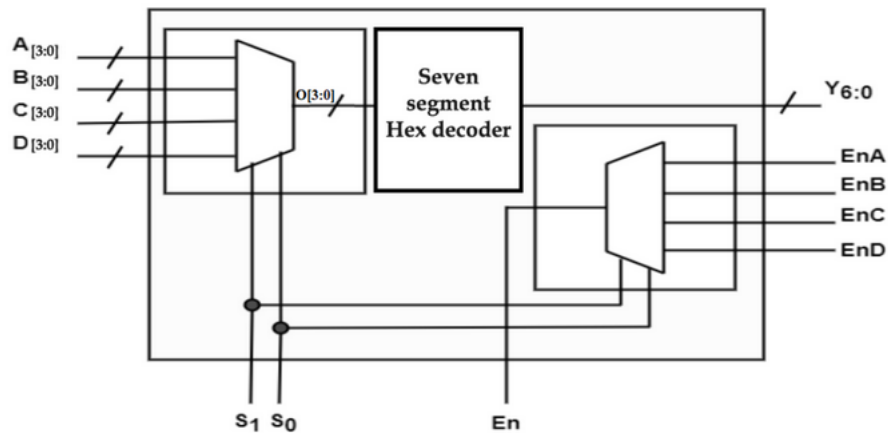 A[3:0]
B[3:0]
C[3:0]
D[3:0]
O[3:0]
Seven
segment
Hex decoder
Y6:0
EnA
EnB
EnC
EnD
S1 S0
En